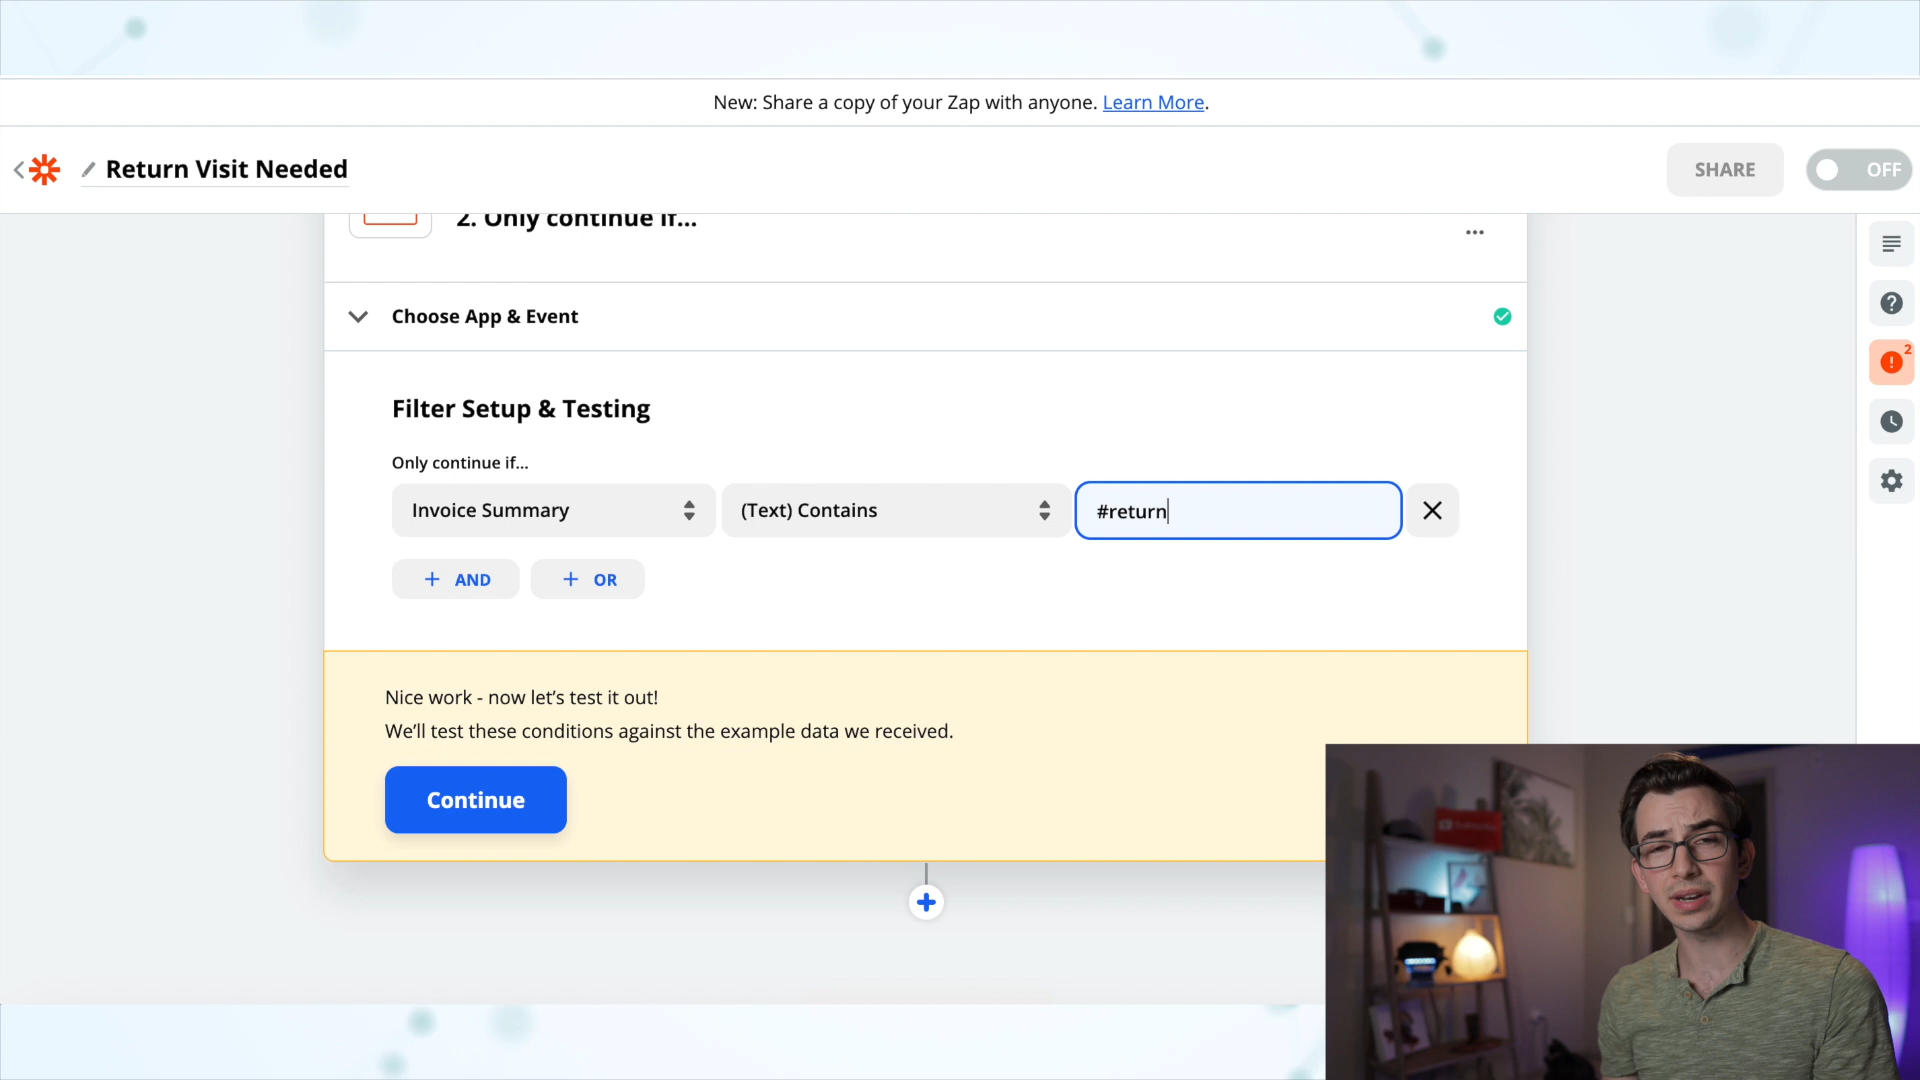 New: Share a copy of your Zap with anyone. Learn More.
Return Visit Needed
SHARE
OFF
2. Only continue if...
Choose App & Event
2
Filter Setup & Testing
Only continue if...
Invoice Summary
(Text) Contains
#return
+ AND
+ OR
Nice work - now let's test it out!
We'll test these conditions against the example data we received.
Continue